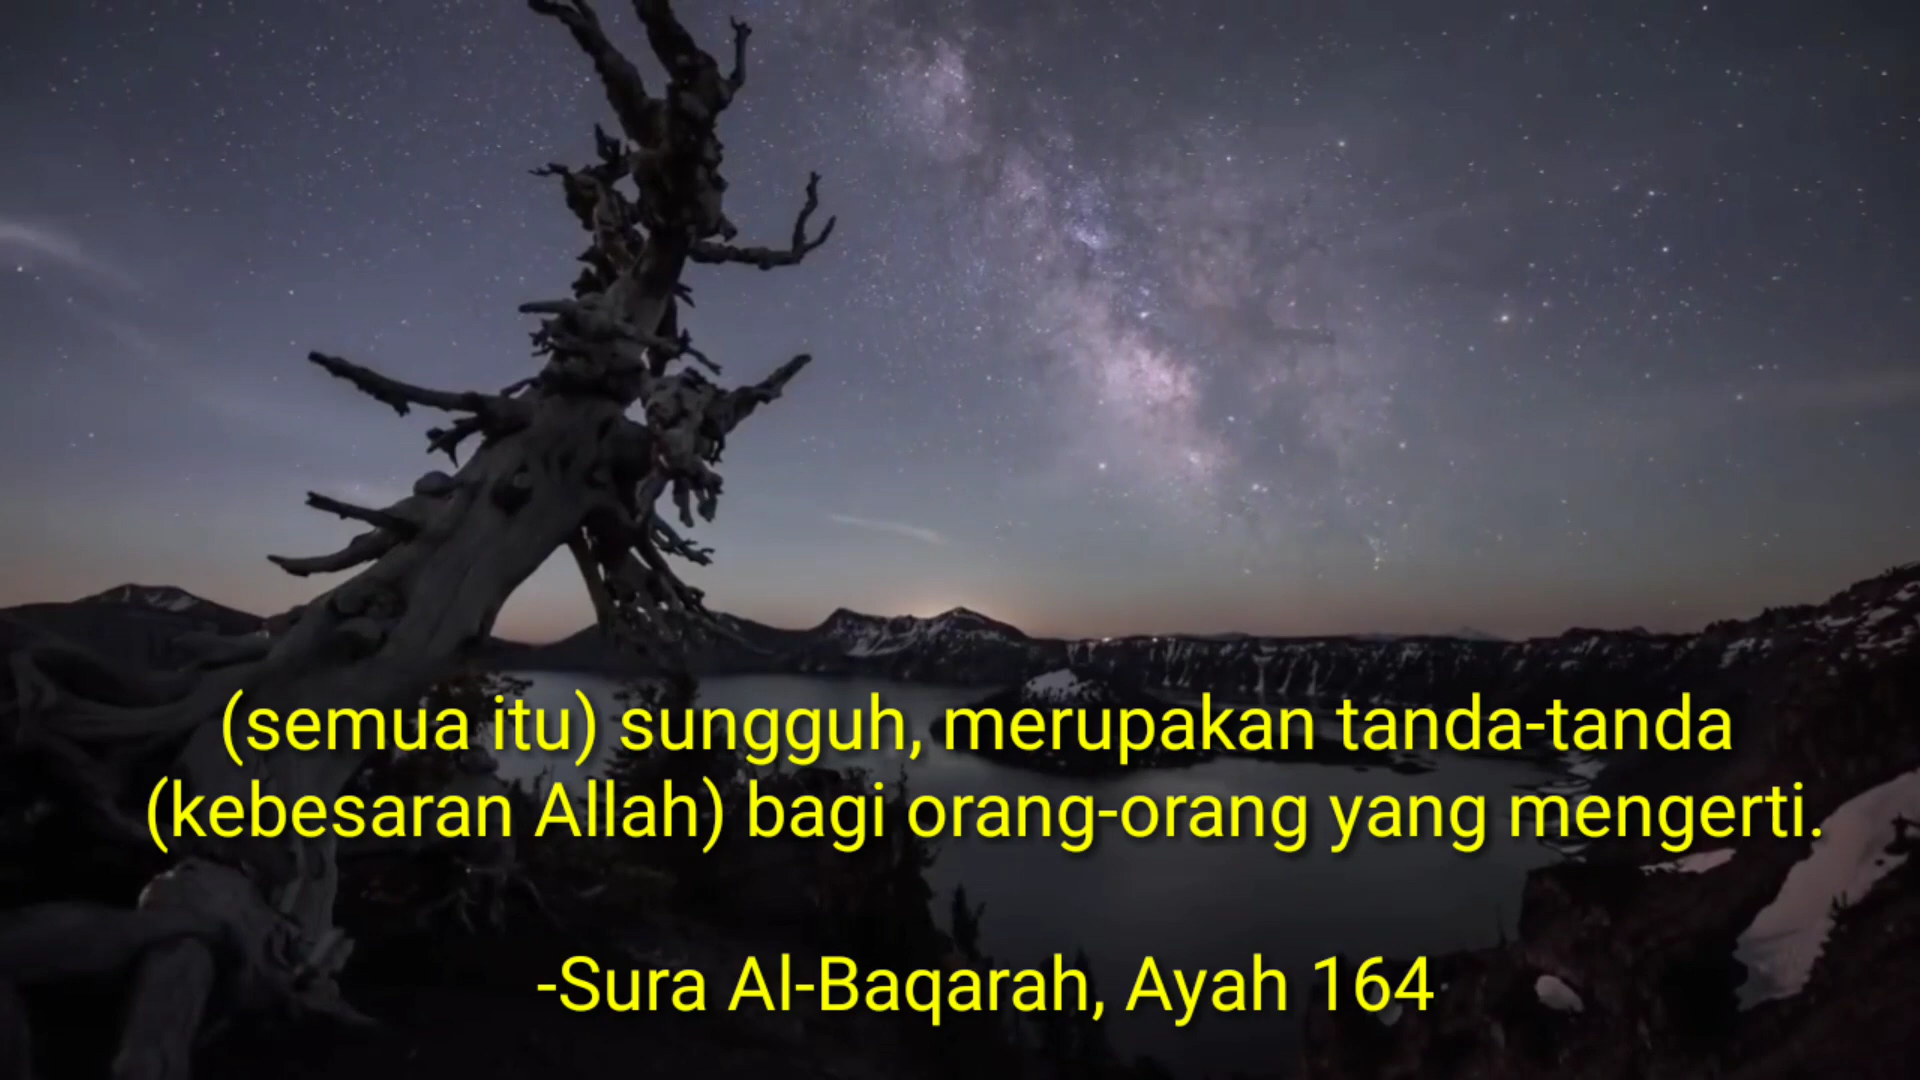 (semua itu) sungguh, merupakan tanda-tanda
(kebesaran Allah) bagi orang-orang yang mengerti.
-Sura Al-Baqarah, Ayah 164